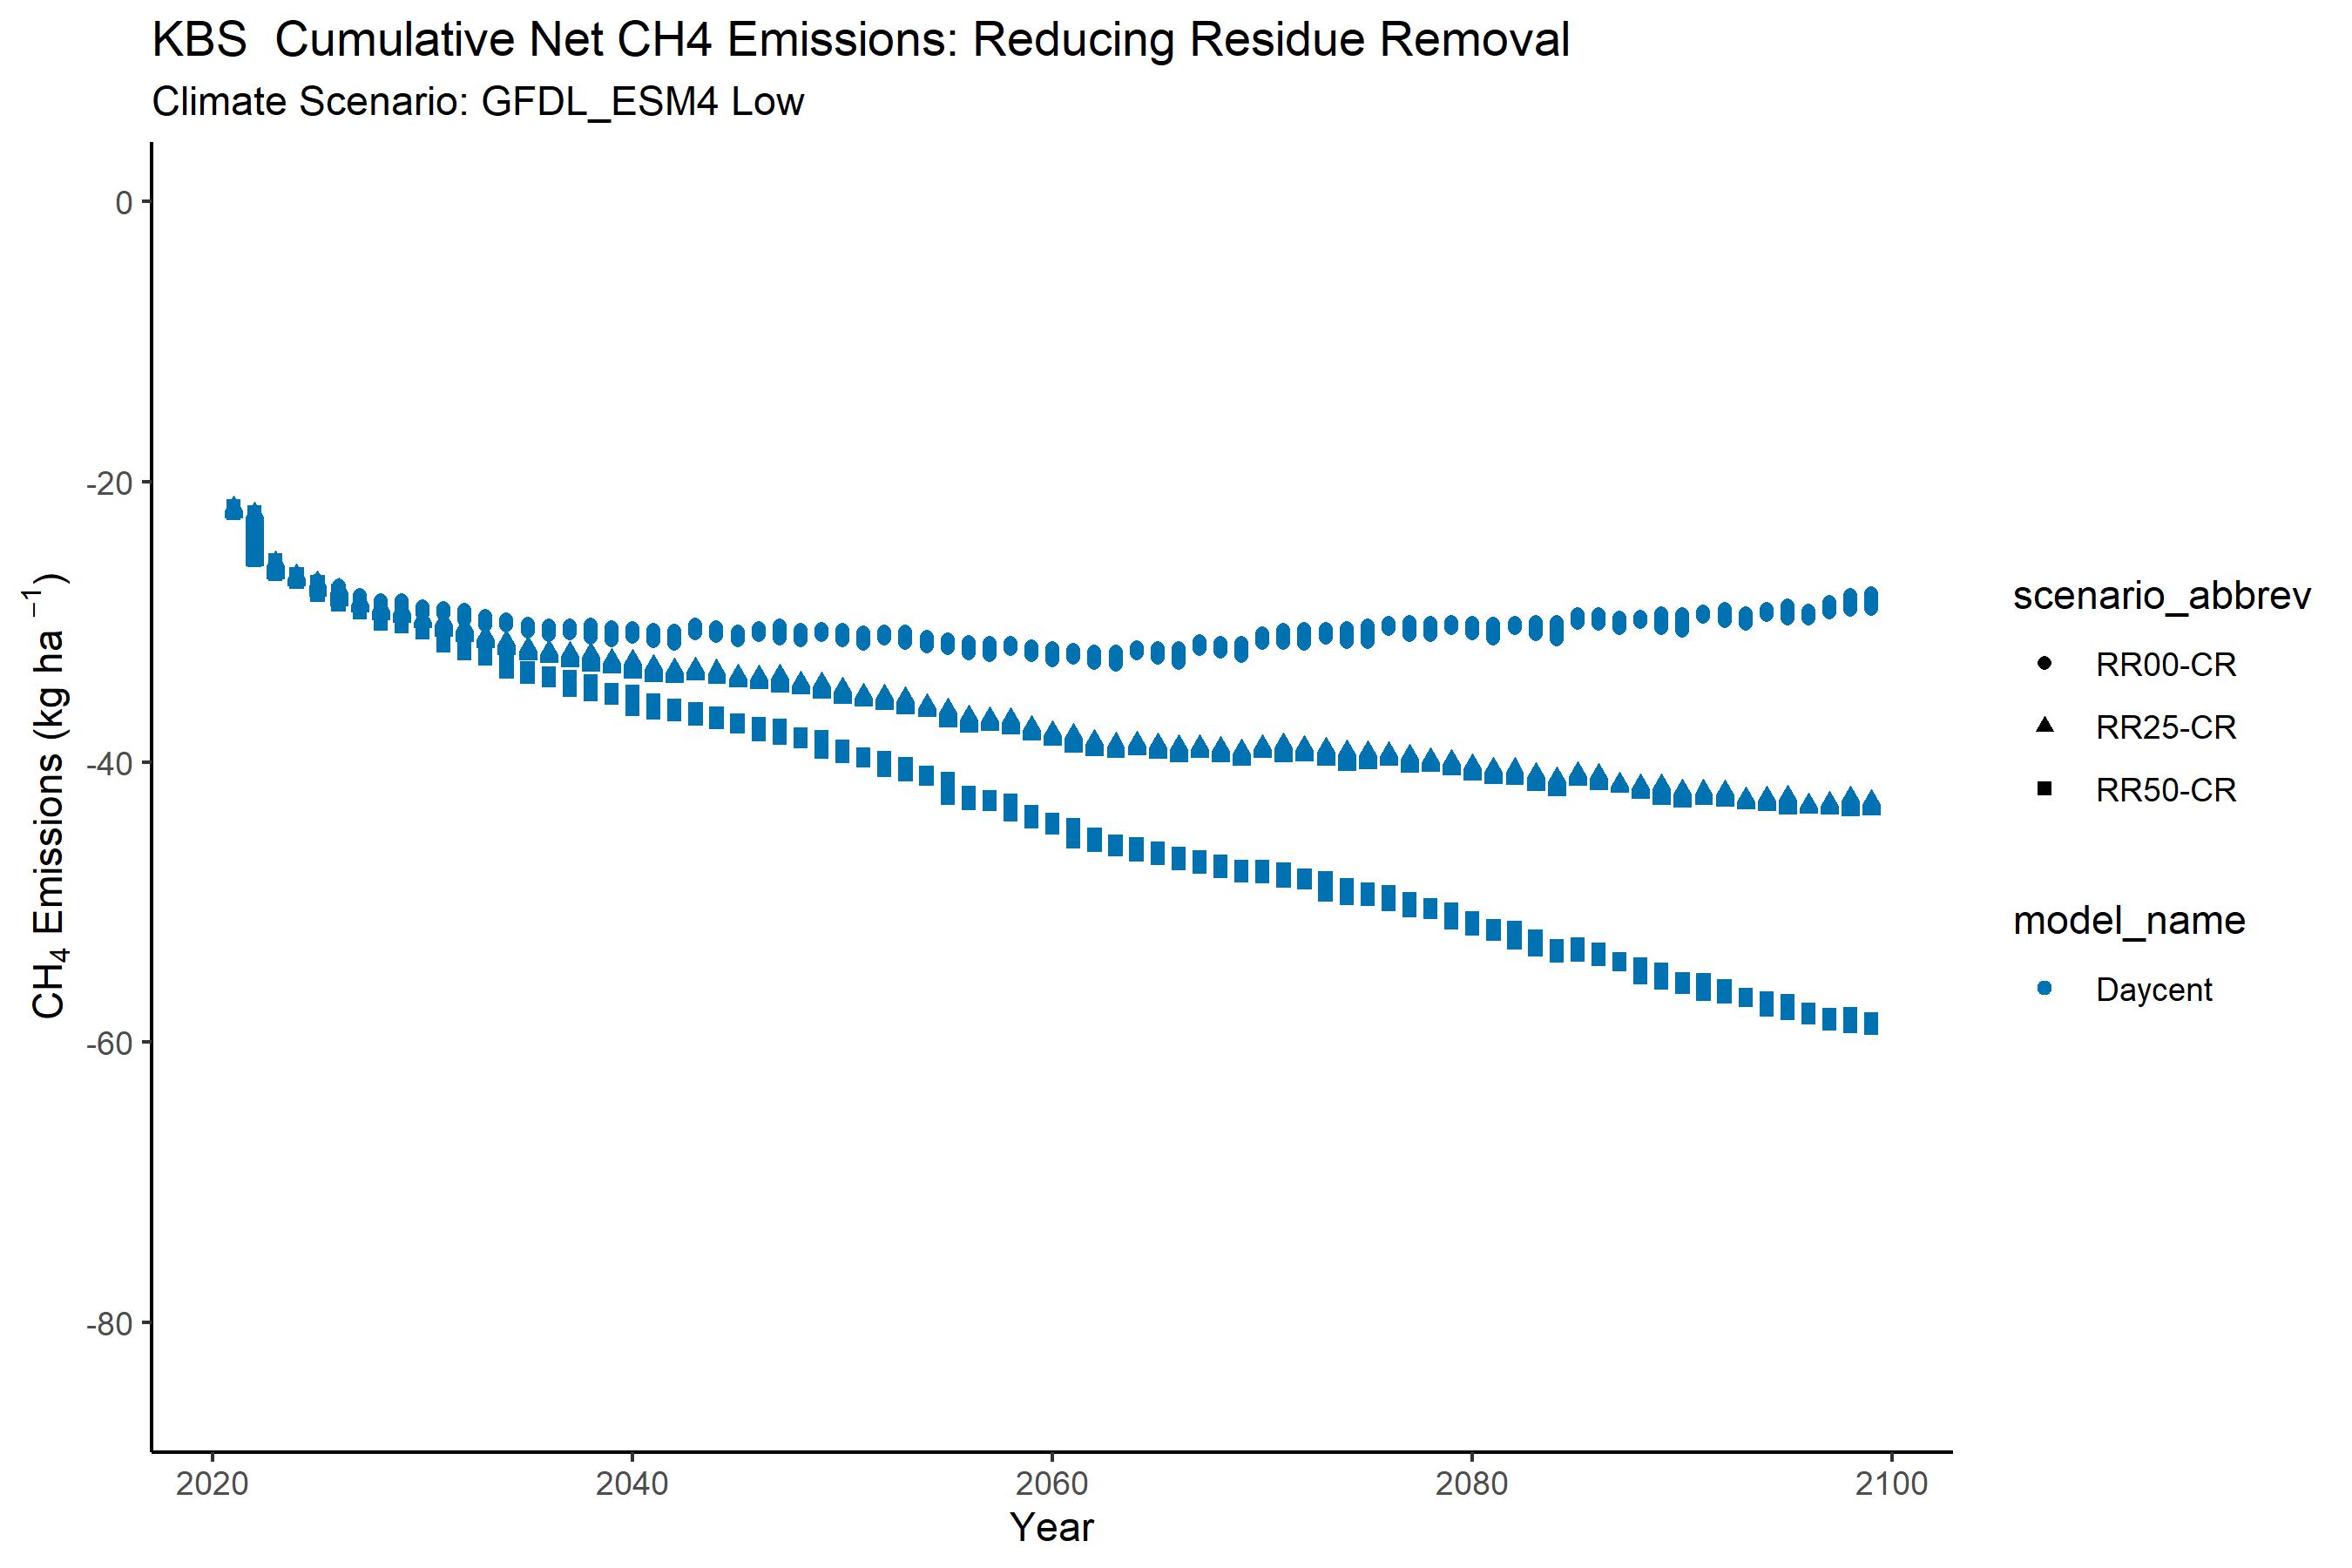 KBS  Cumulative Net CH4 Emissions: Reducing Residue Removal
Climate Scenario: GFDL_ESM4 Low
CH₄ Emissions (kg ha ⁻¹)
0
-20
-40
-60
-80
2020
2040
2060
2080
2100
Year
scenario_abbrev
RR00-CR
RR25-CR
RR50-CR
model_name
Daycent